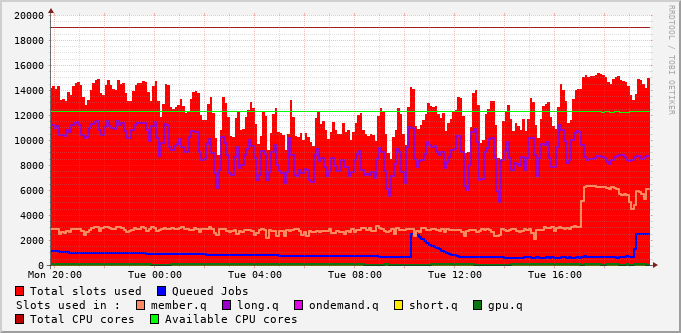 20000
18000
16000
14000
12000
10000
8000
6000
4000
2000
0
Mon 20:00 Tue 00:00 Tue 04:00 Tue 08:00 Tue 12:00 Tue 16:00
RRDTOOL / TOBI OETIKER
Total slots used Queued Jobs
Slots used in : member.q long.q ondemand.q short.q gpu.q
Total CPU cores Available CPU cores